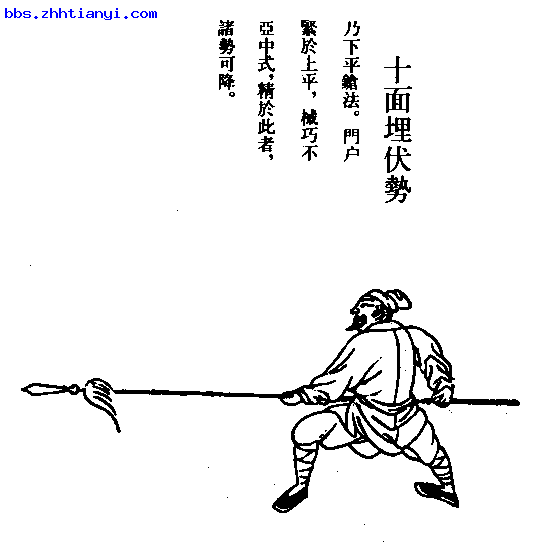 bbs.zhhtianyi.com
十面埋伏勢
乃下平鎗法。門户
緊於上平，械巧不
亞中式，精於此者，
諸勢可降。